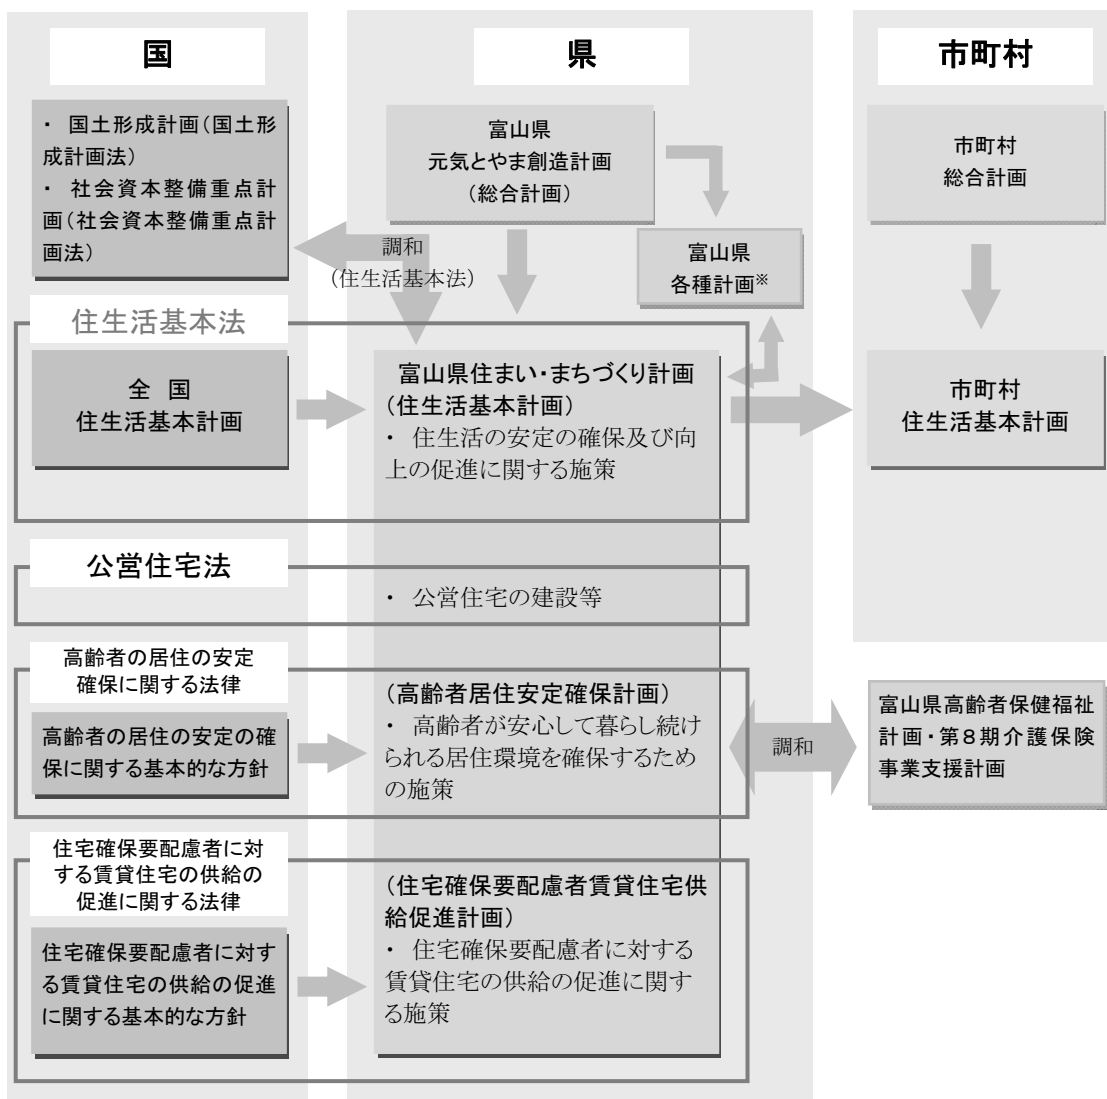 国
県
市町村
・ 国土形成計画(国土形
成計画法)
・ 社会資本整備重点計
画(社会資本整備重点計
画法)
富山県
元気とやま創造計画
(総合計画)
市町村
総合計画
調和
(住生活基本法)
富山県
各種計画※
住生活基本法
全 国
住生活基本計画
富山県住まい・まちづくり計画
(住生活基本計画)
・ 住生活の安定の確保及び向
上の促進に関する施策
市町村
住生活基本計画
公営住宅法
・ 公営住宅の建設等
高齢者の居住の安定
確保に関する法律
高齢者の居住の安定の確
保に関する基本的な方針
(高齢者居住安定確保計画)
・ 高齢者が安心して暮らし続け
られる居住環境を確保するため
の施策
調和
富山県高齢者保健福祉
計画・第8期介護保険
事業支援計画
住宅確保要配慮者に対
する賃貸住宅の供給の
促進に関する法律
住宅確保要配慮者に対す
る賃貸住宅の供給の促進
に関する基本的な方針
(住宅確保要配慮者賃貸住宅供
給促進計画)
・ 住宅確保要配慮者に対する
賃貸住宅の供給の促進に関す
る施策